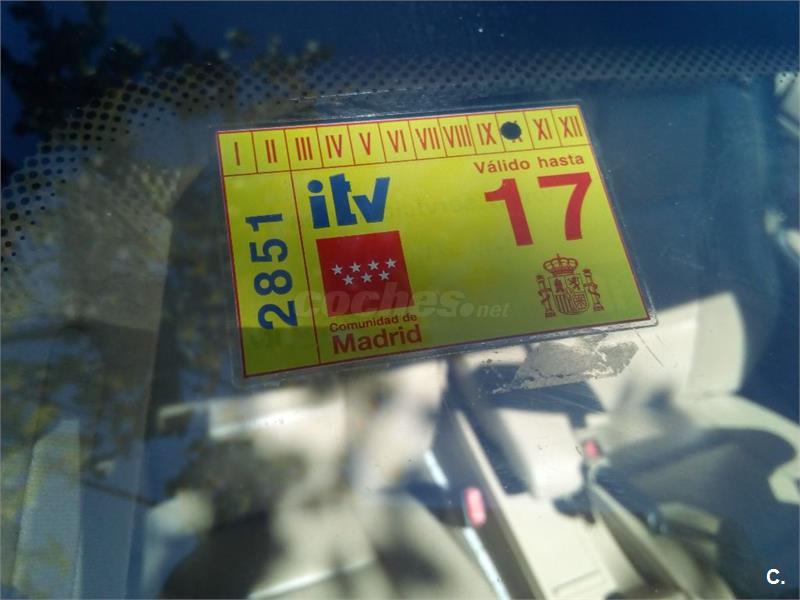 I II III IV V VI VII VIII IX XI XII
Válido hasta
17
itv
2851
Comunidad de
Madrid
coches.net
C.